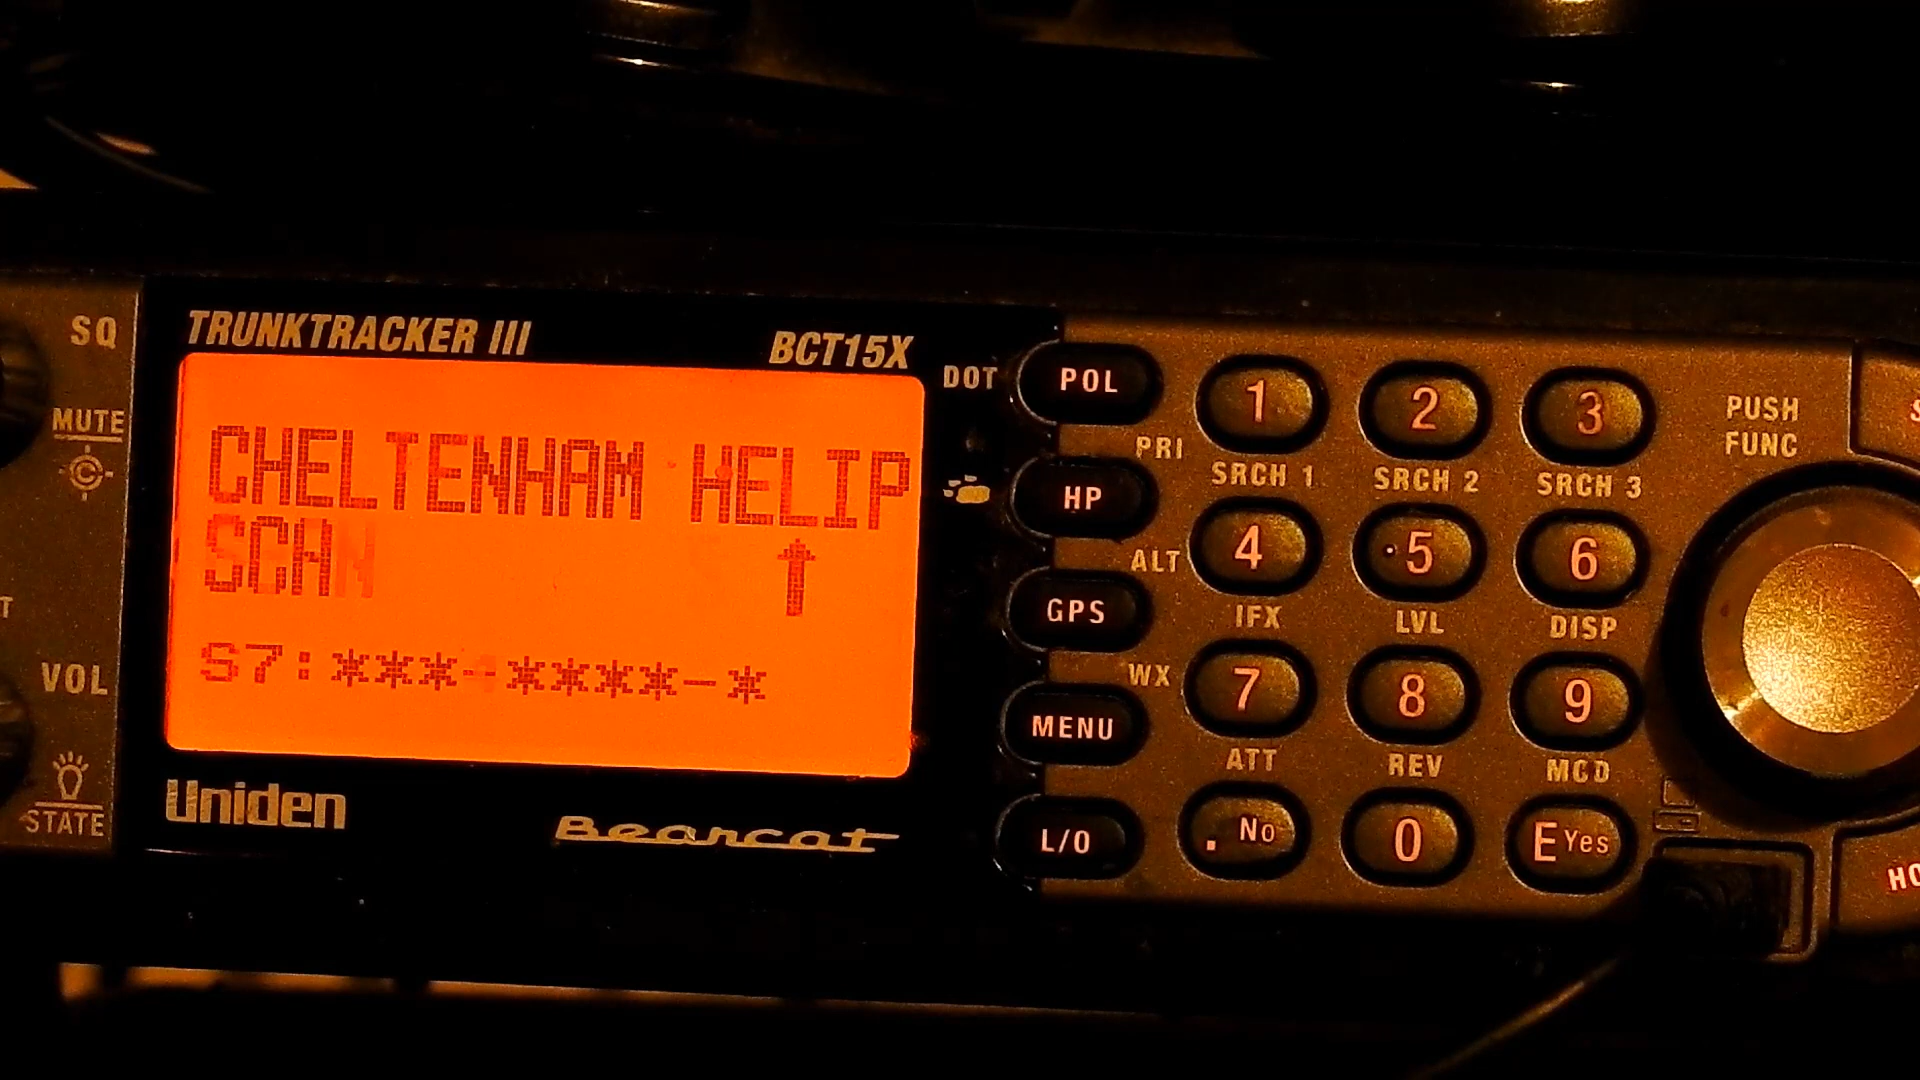 SQ
MUTE
VOL
STATE
T
TRUNKTRACKER III
BCT15X
CHELTENHAM HELIP
SCAN
S7:***-****-*
Uniden
Bearcat
DOT
POL
PRI
HP
ALT
GPS
WX
MENU
L/O
1
2
3
SRCH 1
SRCH 2
SRCH 3
4
5
6
IFX
LVL
DISP
7
8
9
ATT
REV
MCD
. No
0
E Yes
PUSH
FUNC
HO